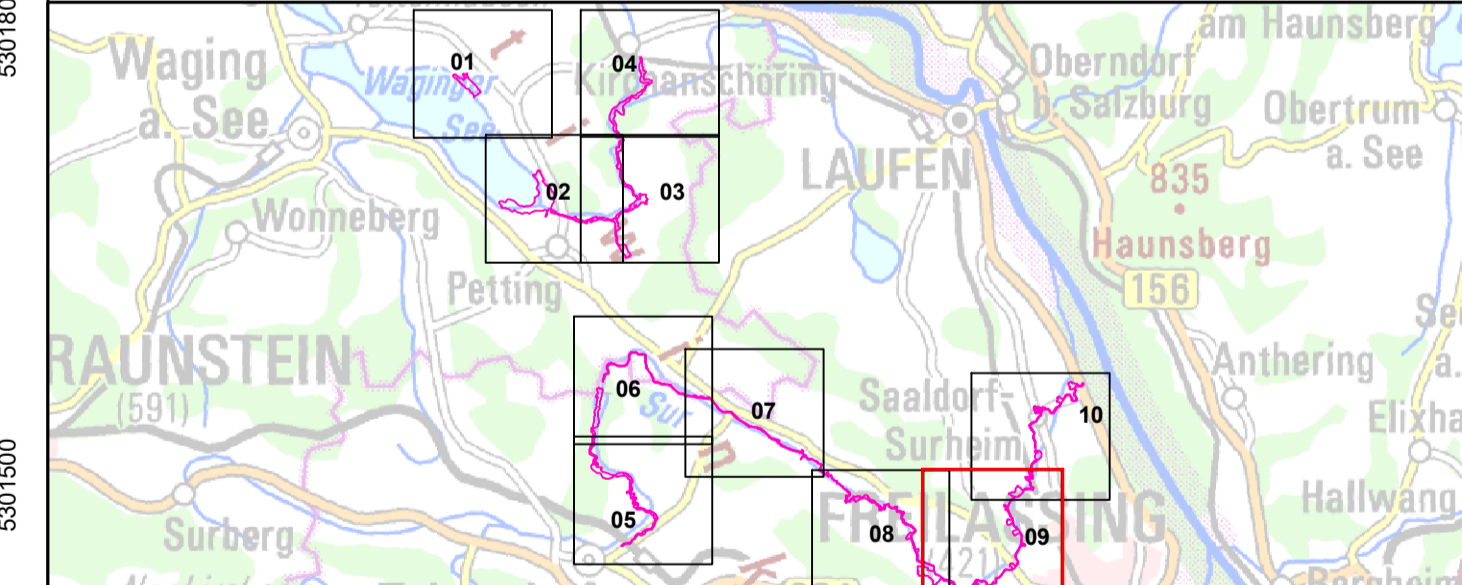 5301800
5301500
Waging
a. See
Waginger
See
01
04
Kirchanschöring
02
03
Wonneberg
Petting
LAUFEN
Oberndorf
b. Salzburg
am Haunsberg
Obertrum
a. See
835
Haunsberg
156
Anthering
RAUNSTEIN
(591)
06
Sur
07
Saaldorf-
Surheim
10
05
Surberg
FREILASSING
(421)
08
09
Hallwang